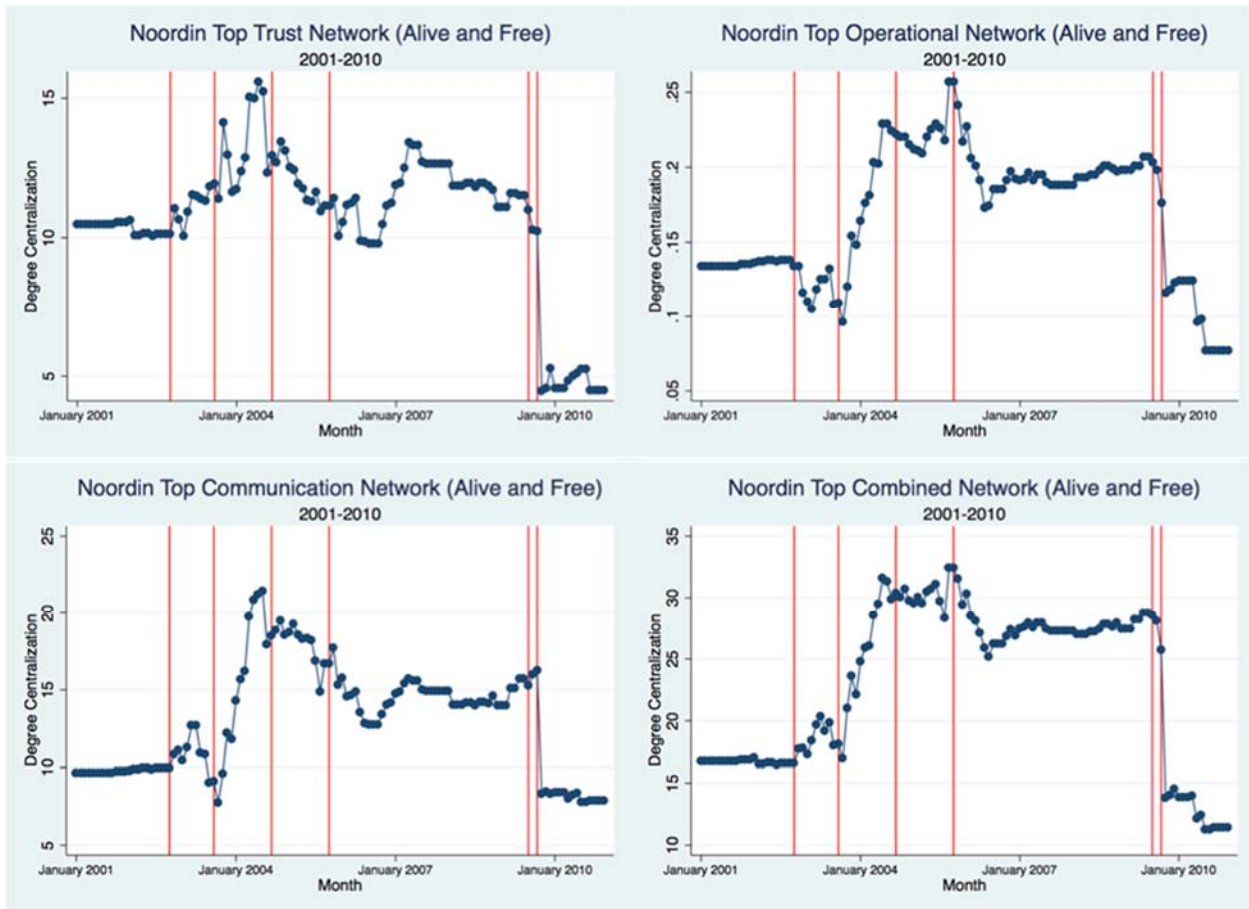 Noordin Top Trust Network (Alive and Free)
2001-2010
Degree Centralization
15
10
5
January 2001
January 2004
January 2007
January 2010
Month
Noordin Top Operational Network (Alive and Free)
2001-2010
Degree Centralization
.25
.2
.15
.1
.05
January 2001
January 2004
January 2007
January 2010
Month
Noordin Top Communication Network (Alive and Free)
2001-2010
Degree Centralization
25
20
15
10
5
January 2001
January 2004
January 2007
January 2010
Month
Noordin Top Combined Network (Alive and Free)
2001-2010
Degree Centralization
35
30
25
20
15
10
January 2001
January 2004
January 2007
January 2010
Month